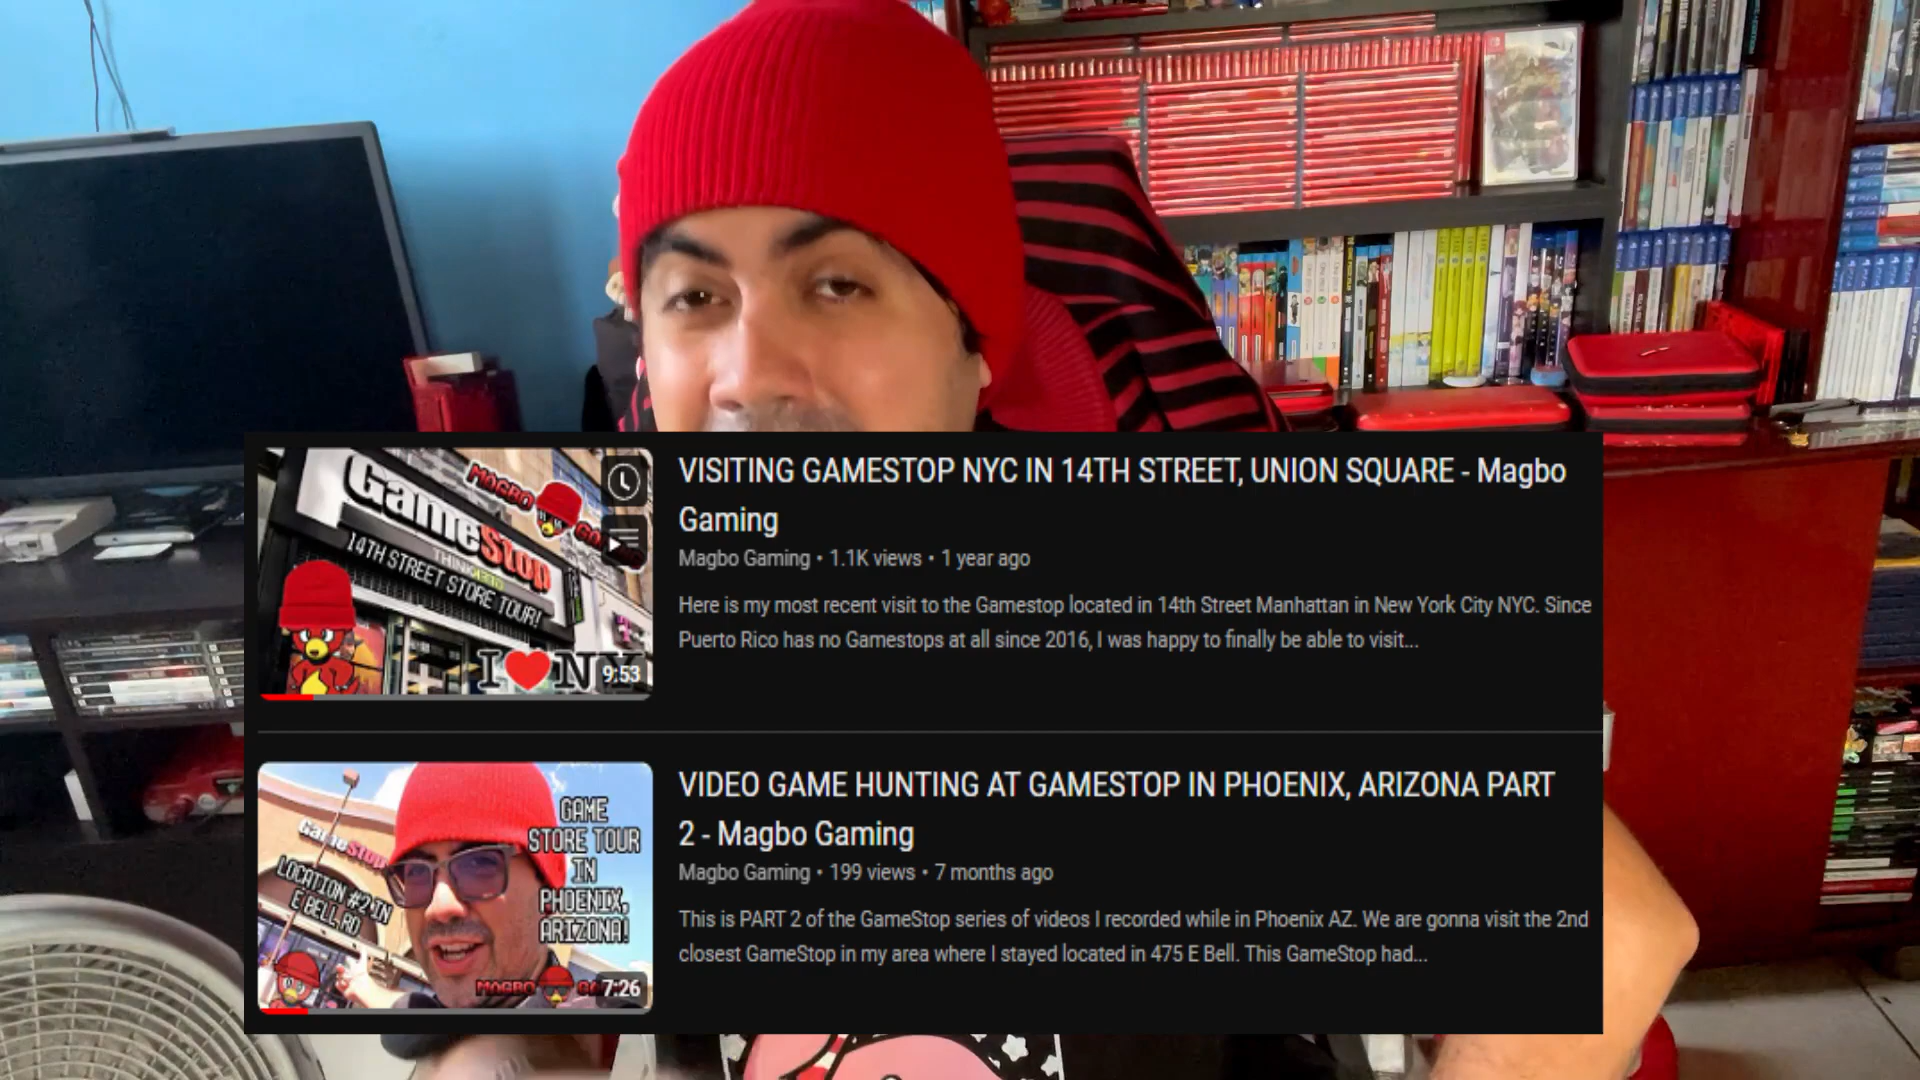 GameStop
MAGBO
THINKGEEK
14TH STREET STORE TOUR!
I NY
9:53
VISITING GAMESTOP NYC IN 14TH STREET, UNION SQUARE - Magbo
Gaming
Magbo Gaming • 1.1K views • 1 year ago
Here is my most recent visit to the Gamestop located in 14th Street Manhattan in New York City NYC. Since
Puerto Rico has no Gamestops at all since 2016, I was happy to finally be able to visit...
GameStop
LOCATION #2 IN
E BELL RD
GAME
STORE TOUR
IN
PHOENIX,
ARIZONA!
MAGBO
7:26
VIDEO GAME HUNTING AT GAMESTOP IN PHOENIX, ARIZONA PART
2 - Magbo Gaming
Magbo Gaming • 199 views • 7 months ago
This is PART 2 of the GameStop series of videos I recorded while in Phoenix AZ. We are gonna visit the 2nd
closest GameStop in my area where I stayed located in 475 E Bell. This GameStop had...